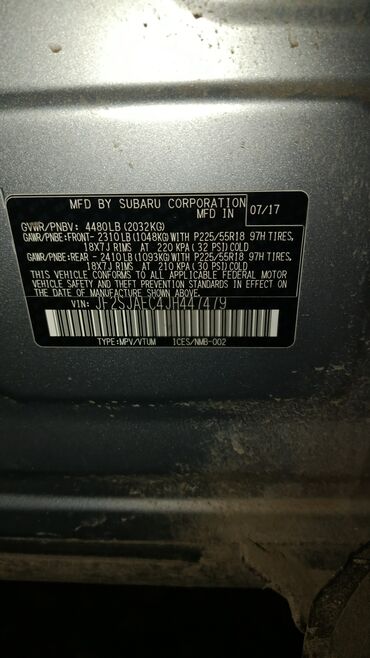 MFD BY SUBARU CORPORATION
MFD IN 07/17
GVWR/PNBV: 4480LB (2032KG)
GAWR/PNBE:FRONT- 2310LB (1048KG)WITH P225/55R18 97H TIRES,
18X7J RIMS AT 220 KPA (32 PSI) COLD
GAWR/PNBE:REAR - 2410LB (1093KG)WITH P225/55R18 97H TIRES,
18X7J RIMS AT 210 KPA (30 PSI) COLD
THIS VEHICLE CONFORMS TO ALL APPLICABLE FEDERAL MOTOR
VEHICLE SAFETY AND THEFT PREVENTION STANDARDS IN EFFECT
ON THE DATE OF MANUFACTURE SHOWN ABOVE.
VIN: JF2SJAEC4JH447479
TYPE:MPV/VTUM ICES/NMB-002